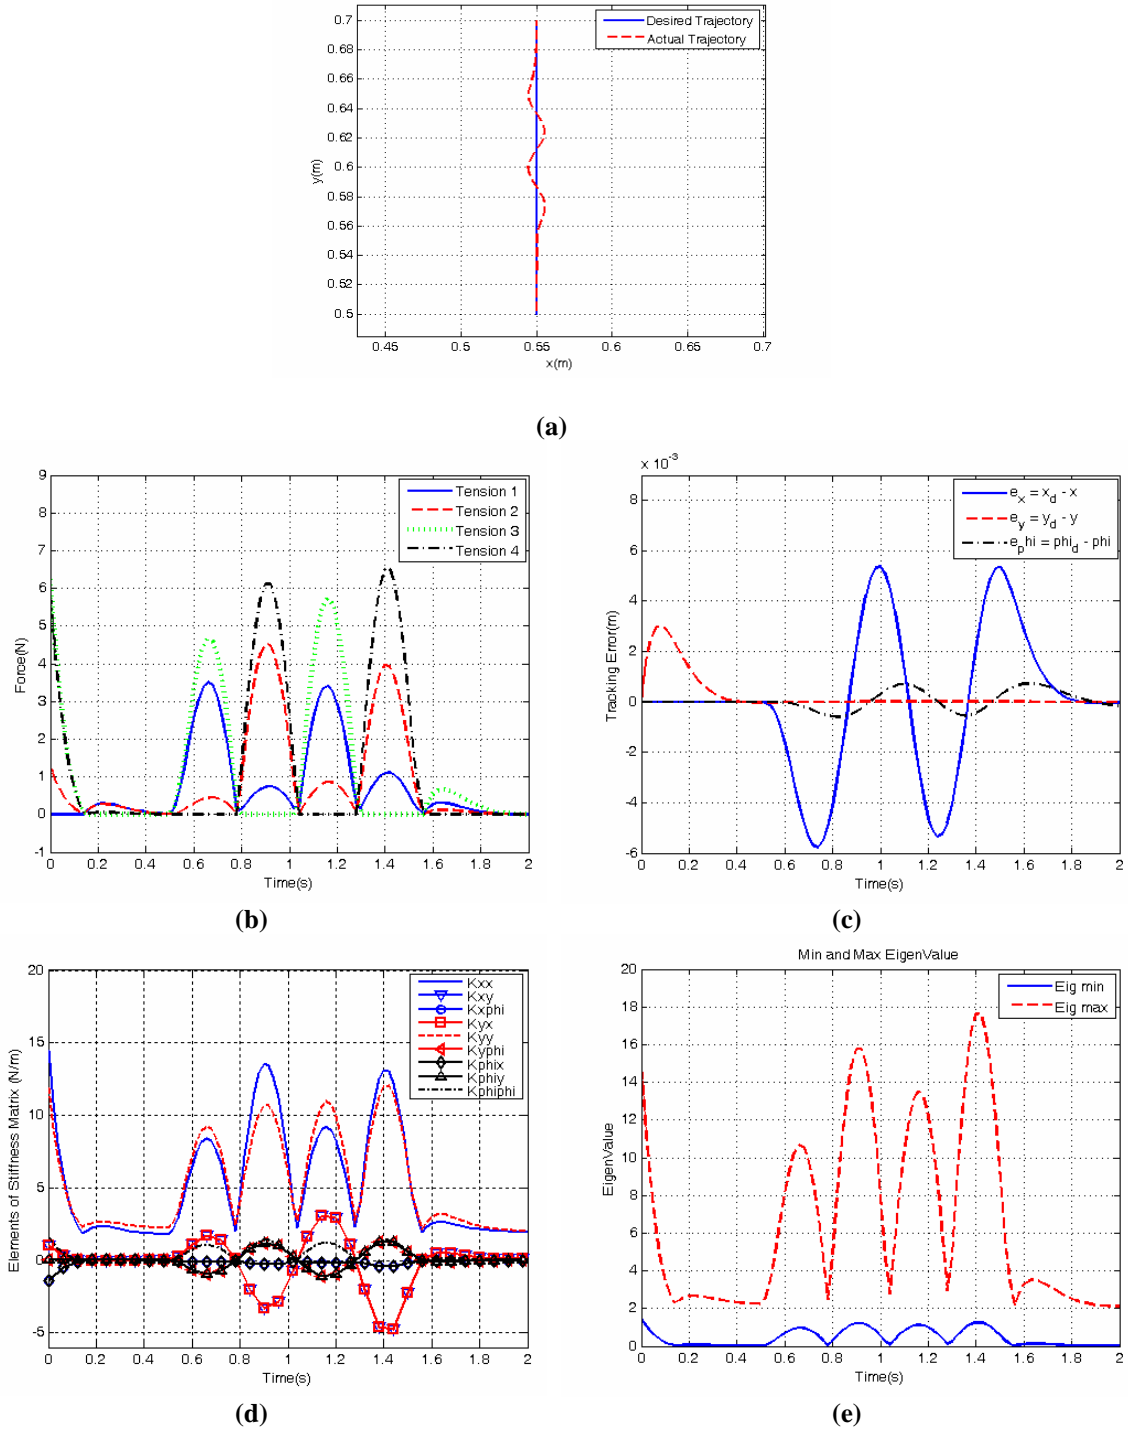 0.7
0.68
0.66
0.64
0.62
0.6
0.58
0.56
0.54
0.52
0.5
y(m)
Desired Trajectory
Actual Trajectory
0.45 0.5 0.55 0.6 0.65 0.7
x(m)
(a)
9
8
7
6
5
4
3
2
1
0
-1
Force(N)
Tension 1
Tension 2
Tension 3
Tension 4
0 0.2 0.4 0.6 0.8 1 1.2 1.4 1.6 1.8 2
Time(s)
(b)
x 10^-3
8
6
4
2
0
-2
-4
-6
Tracking Error(m)
e_x = x_d - x
e_y = y_d - y
e_phi = phi_d - phi
0 0.2 0.4 0.6 0.8 1 1.2 1.4 1.6 1.8 2
Time(s)
(c)
20
15
10
5
0
-5
Elements of Stiffness Matrix (N/m)
Kxx
Kxy
Kxphi
Kyx
Kyy
Kyphi
Kphix
Kphiy
Kphiphi
0 0.2 0.4 0.6 0.8 1 1.2 1.4 1.6 1.8 2
Time(s)
(d)
Min and Max EigenValue
20
18
16
14
12
10
8
6
4
2
0
EigenValue
Eig min
Eig max
0 0.2 0.4 0.6 0.8 1 1.2 1.4 1.6 1.8 2
Time(s)
(e)